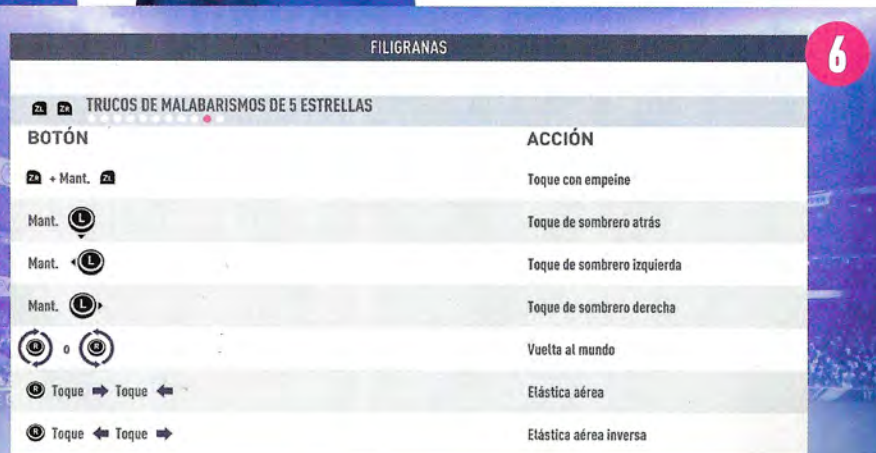 FILIGRANAS
6
ZL ZR TRUCOS DE MALABARISMOS DE 5 ESTRELLAS
BOTÓN ACCIÓN
ZR + Mant. ZL Toque con empeine
Mant. L Toque de sombrero atrás
Mant. L Toque de sombrero izquierda
Mant. L Toque de sombrero derecha
R o R Vuelta al mundo
R Toque ➡ Toque ⬅ Elástica aérea
R Toque ⬅ Toque ➡ Elástica aérea inversa